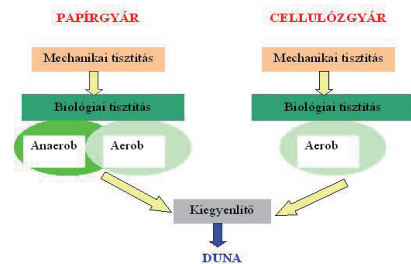 PAPÍRGYÁR
CELLULÓZGYÁR
Mechanikai tisztítás
Mechanikai tisztítás
Biológiai tisztítás
Biológiai tisztítás
Anaerob
Aerob
Aerob
Kiegyenlítő
DUNA